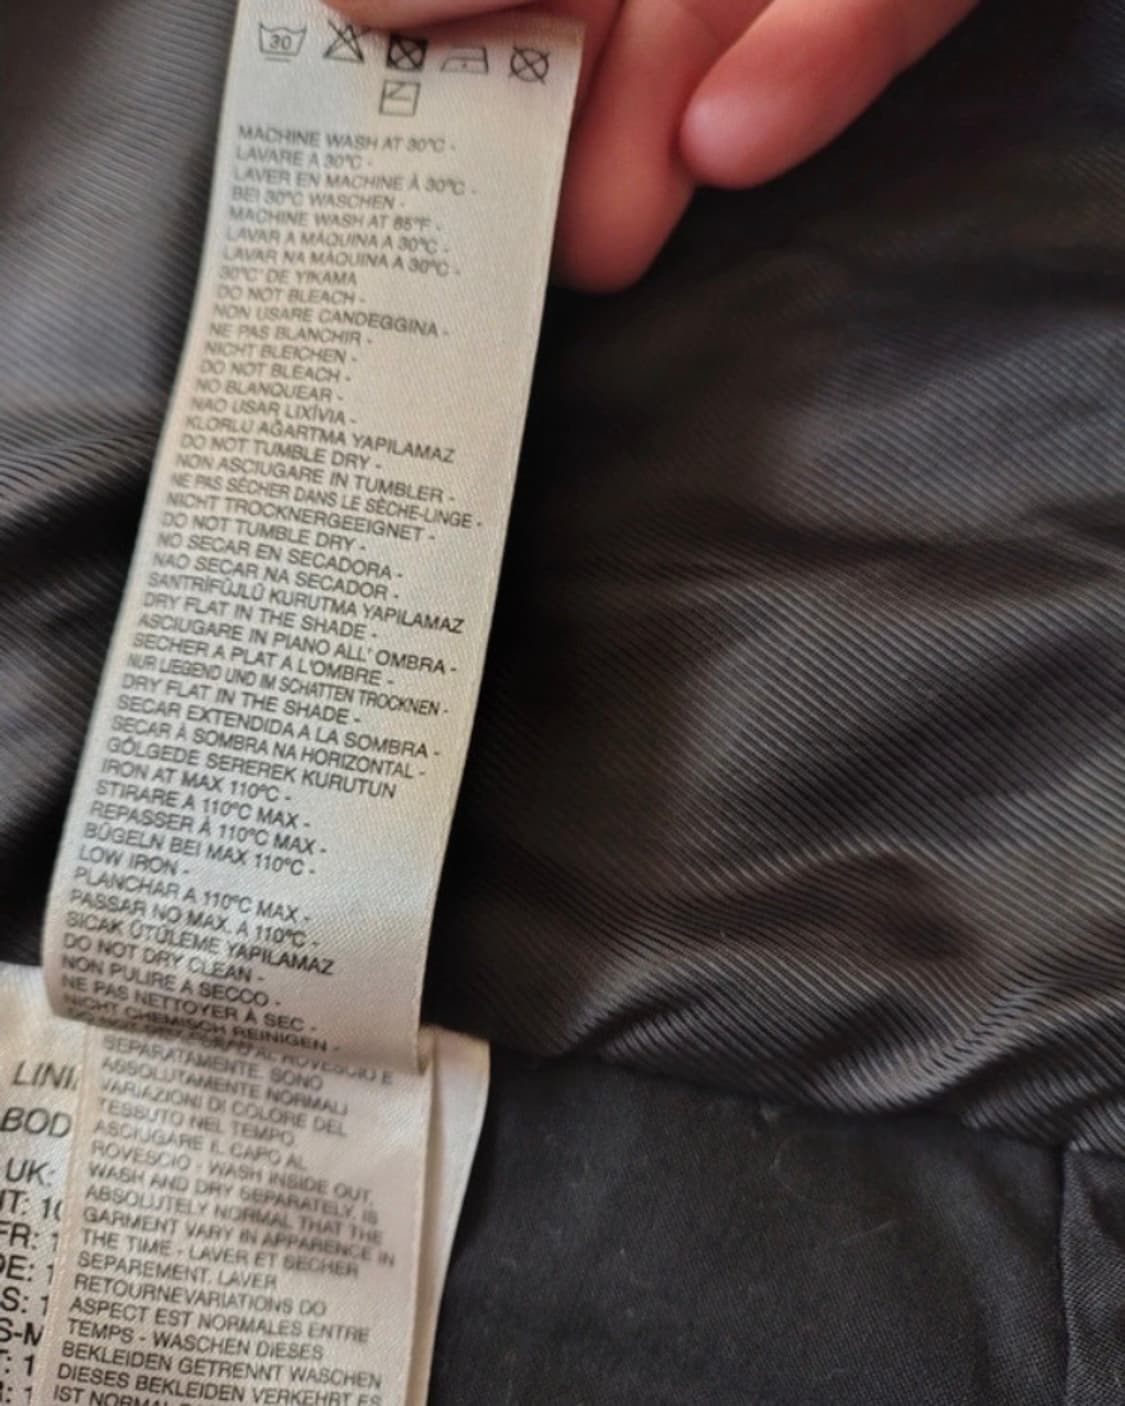 30
MACHINE WASH AT 30°C -
LAVARE A 30°C -
LAVER EN MACHINE À 30°C -
BEI 30°C WASCHEN -
MACHINE WASH AT 85°F -
LAVAR A MÁQUINA A 30°C -
LAVAR NA MÁQUINA A 30°C -
30°C' DE YIKAMA
DO NOT BLEACH -
NON USARE CANDEGGINA -
NE PAS BLANCHIR -
NICHT BLEICHEN -
DO NOT BLEACH -
NO BLANQUEAR -
NAO USAR LIXÍVIA -
KLORLU AĞARTMA YAPILAMAZ
DO NOT TUMBLE DRY -
NON ASCIUGARE IN TUMBLER -
NE PAS SÉCHER DANS LE SÈCHE-LINGE -
NICHT TROCKNERGEEIGNET -
DO NOT TUMBLE DRY -
NO SECAR EN SECADORA -
NAO SECAR NA SECADOR -
SANTRİFÜJLÜ KURUTMA YAPILAMAZ
DRY FLAT IN THE SHADE -
ASCIUGARE IN PIANO ALL' OMBRA -
SECHER A PLAT A L'OMBRE -
NUR LIEGEND UND IM SCHATTEN TROCKNEN -
DRY FLAT IN THE SHADE -
SECAR EXTENDIDA A LA SOMBRA -
SECAR À SOMBRA NA HORIZONTAL -
GÖLGEDE SEREREK KURUTUN
IRON AT MAX 110°C -
STIRARE A 110°C MAX -
REPASSER À 110°C MAX -
BÜGELN BEI MAX 110°C -
LOW IRON -
PLANCHAR A 110°C MAX -
PASSAR NO MAX. A 110°C -
SICAK ÜTÜLEME YAPILAMAZ
DO NOT DRY CLEAN -
NON PULIRE A SECCO -
NE PAS NETTOYER À SEC -
NICHT CHEMISCH REINIGEN -
AL ROVESCIO E
SEPARATAMENTE. SONO
ASSOLUTAMENTE NORMALI
VARIAZIONI DI COLORE DEL
TESSUTO NEL TEMPO
ASCIUGARE IL CAPO AL
ROVESCIO - WASH INSIDE OUT.
WASH AND DRY SEPARATELY. IS
ABSOLUTELY NORMAL THAT THE
GARMENT VARY IN APPARENCE IN
THE TIME - LAVER ET SECHER
SEPAREMENT. LAVER
RETOURNEVARIATIONS DO
ASPECT EST NORMALES ENTRE
TEMPS - WASCHEN DIESES
BEKLEIDEN GETRENNT WASCHEN
DIESES BEKLEIDEN VERKEHRT ES
IST
LINI
BOD
UK:
IT: 10
FR: 1
DE: 1
S: 1
S-M
: 1
: 1